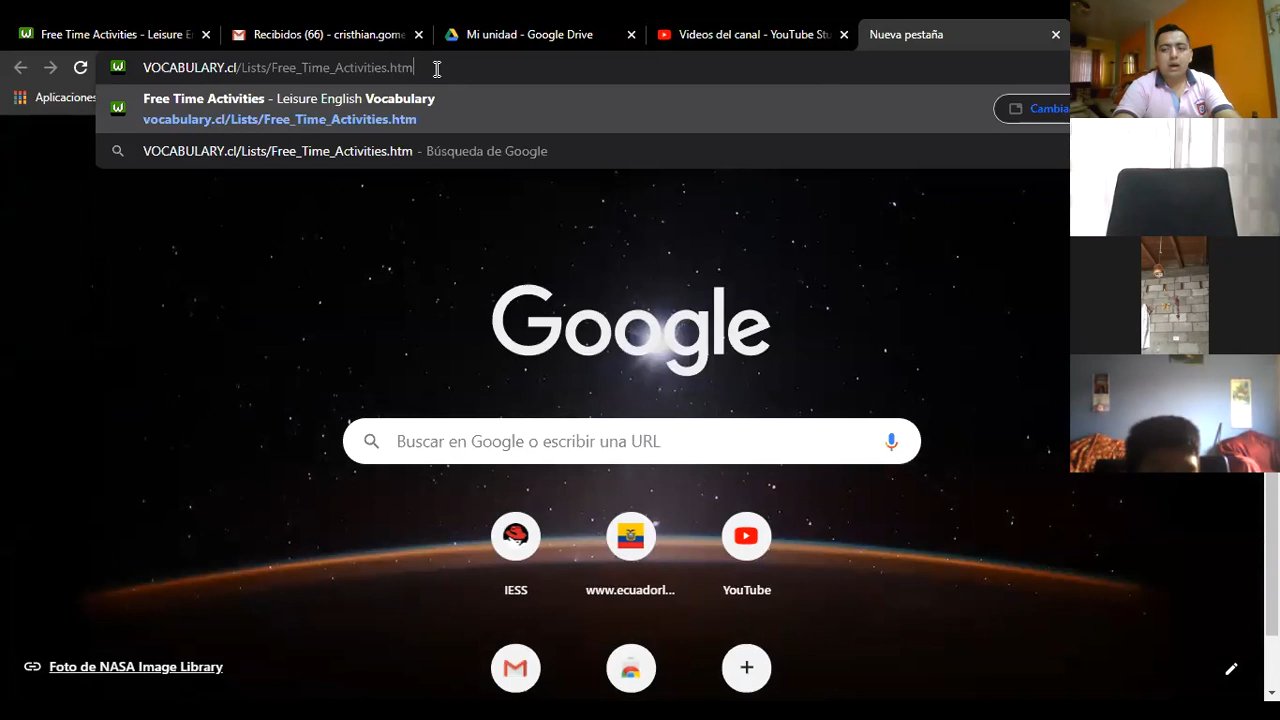 Free Time Activities - Leisure E
Recibidos (66) - cristhian.gome
Mi unidad - Google Drive
Videos del canal - YouTube Stu
Nueva pestaña
VOCABULARY.cl/Lists/Free_Time_Activities.htm
Aplicaciones
Free Time Activities - Leisure English Vocabulary
vocabulary.cl/Lists/Free_Time_Activities.htm
Cambia
VOCABULARY.cl/Lists/Free_Time_Activities.htm - Búsqueda de Google
Google
Buscar en Google o escribir una URL
IESS
www.ecuadorl...
YouTube
Foto de NASA Image Library